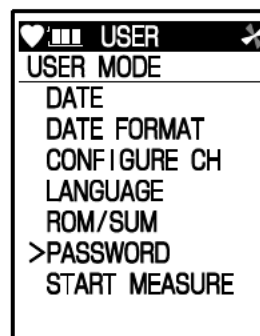 USER
USER MODE
DATE
DATE FORMAT
CONFIGURE CH
LANGUAGE
ROM/SUM
>PASSWORD
START MEASURE